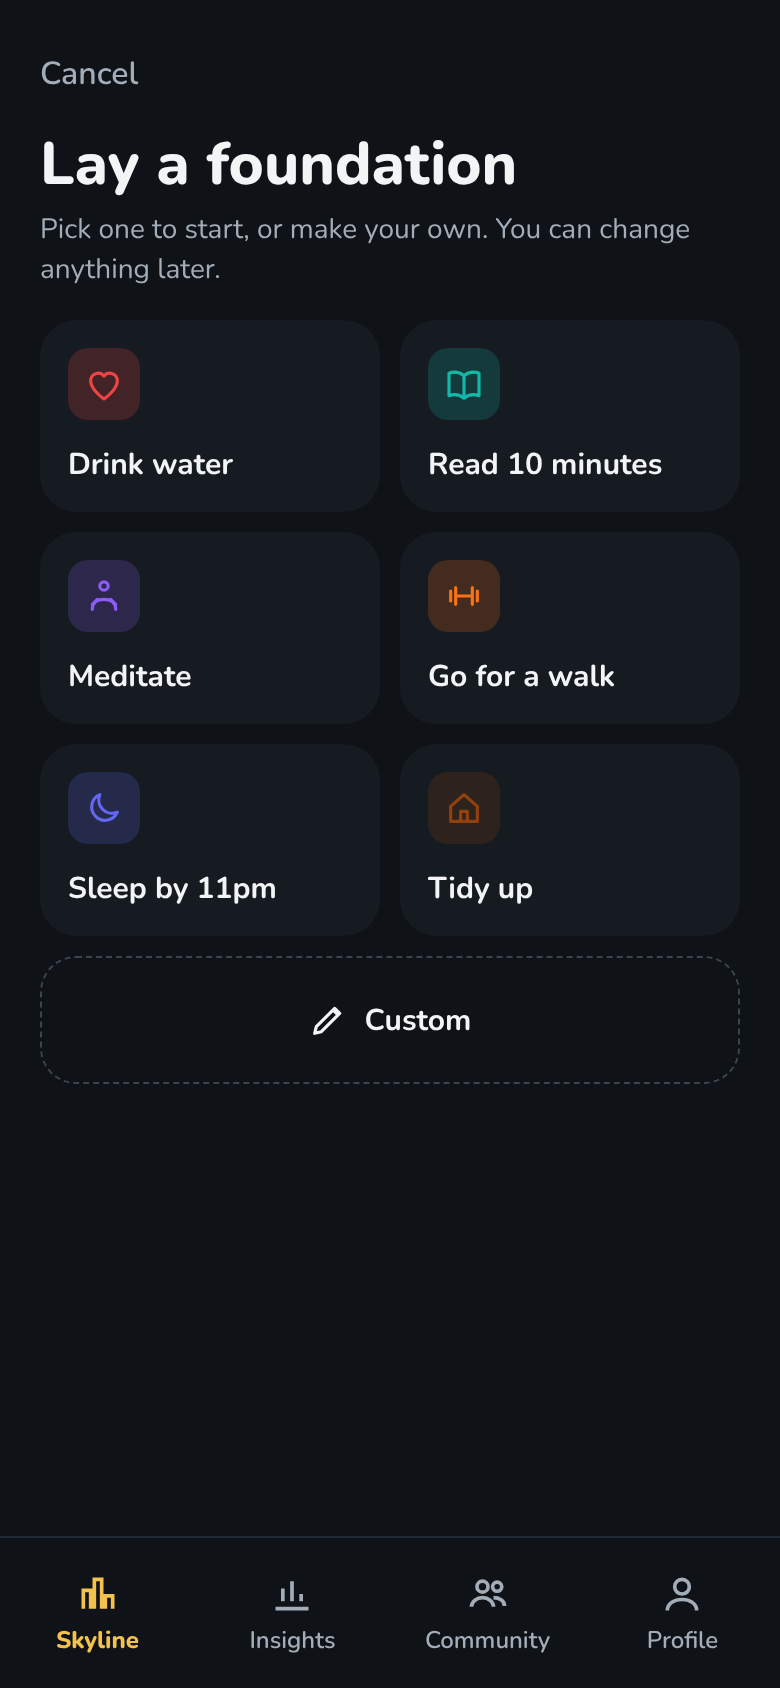 Cancel
Lay a foundation
Pick one to start, or make your own. You can change
anything later.
Drink water
Read 10 minutes
Meditate
Go for a walk
Sleep by 11pm
Tidy up
Custom
Skyline
Insights
Community
Profile